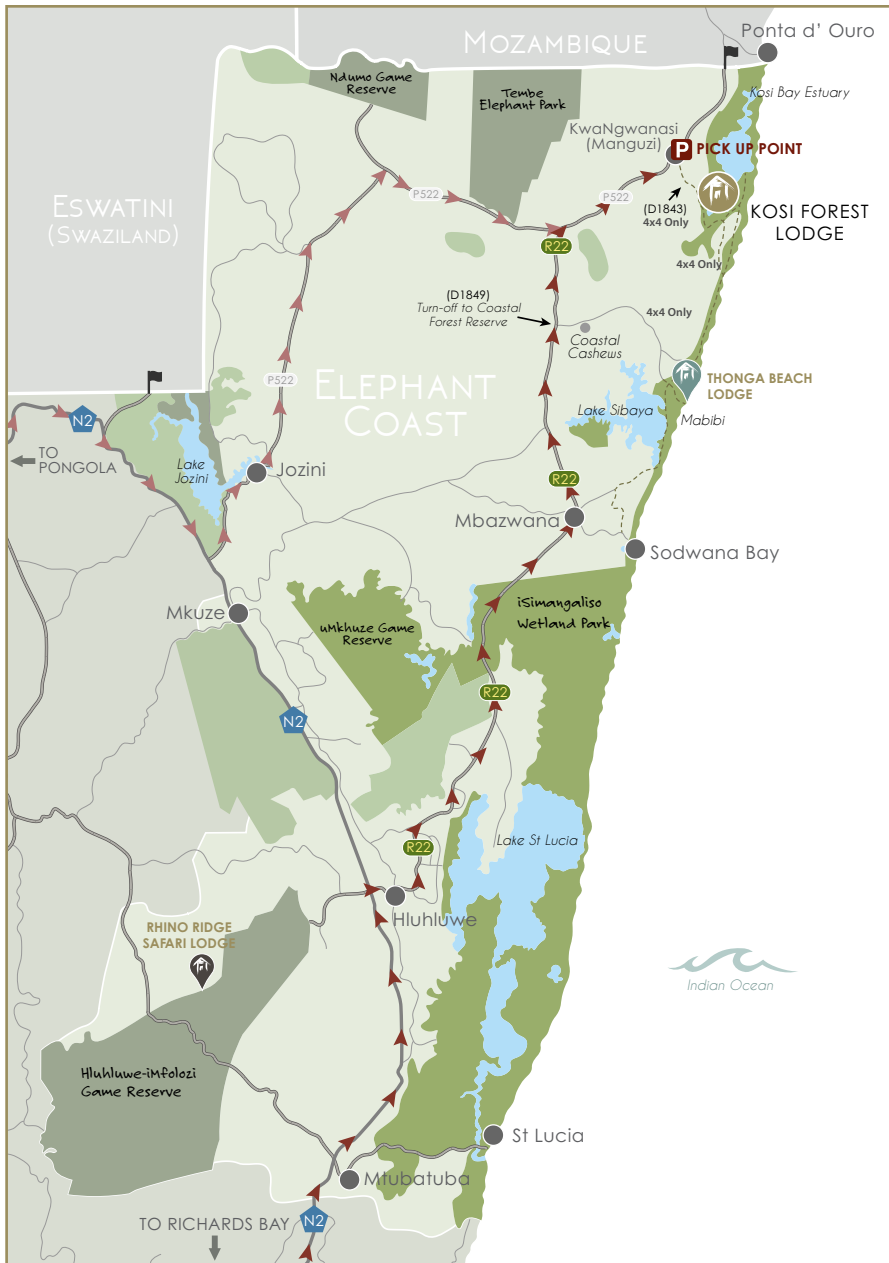 MOZAMBIQUE
Ponta d' Ouro
Ndumo Game
Reserve
Tembe
Elephant Park
Kosi Bay Estuary
KwaNgwanasi
(Manguzi)
P
PICK UP POINT
ESWATINI
(SWAZILAND)
P522
P522
(D1843)
4x4 Only
KOSI FOREST
LODGE
R22
4x4 Only
(D1849)
Turn-off to Coastal
Forest Reserve
4x4 Only
Coastal
Cashews
P522
ELEPHANT
COAST
THONGA BEACH
LODGE
Lake Sibaya
Mabibi
N2
TO
PONGOLA
Lake
Jozini
Jozini
R22
Mbazwana
Sodwana Bay
Mkuze
uMkhuze Game
Reserve
iSimangaliso
Wetland Park
R22
N2
Lake St Lucia
R22
Hluhluwe
RHINO RIDGE
SAFARI LODGE
Indian Ocean
Hluhluwe-iMfolozi
Game Reserve
St Lucia
Mtubatuba
N2
TO RICHARDS BAY